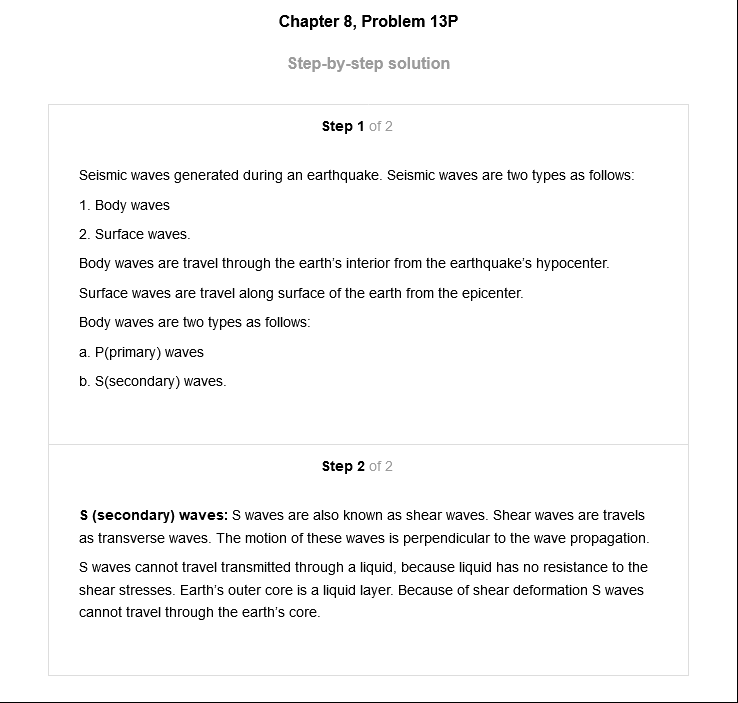 Chapter 8, Problem 13P
Step-by-step solution
Step 1 of 2
Seismic waves generated during an earthquake. Seismic waves are two types as follows:
1. Body waves
2. Surface waves.
Body waves are travel through the earth’s interior from the earthquake’s hypocenter.
Surface waves are travel along surface of the earth from the epicenter.
Body waves are two types as follows:
a. P(primary) waves
b. S(secondary) waves.
Step 2 of 2
S (secondary) waves: S waves are also known as shear waves. Shear waves are travels
as transverse waves. The motion of these waves is perpendicular to the wave propagation.
S waves cannot travel transmitted through a liquid, because liquid has no resistance to the
shear stresses. Earth’s outer core is a liquid layer. Because of shear deformation S waves
cannot travel through the earth’s core.